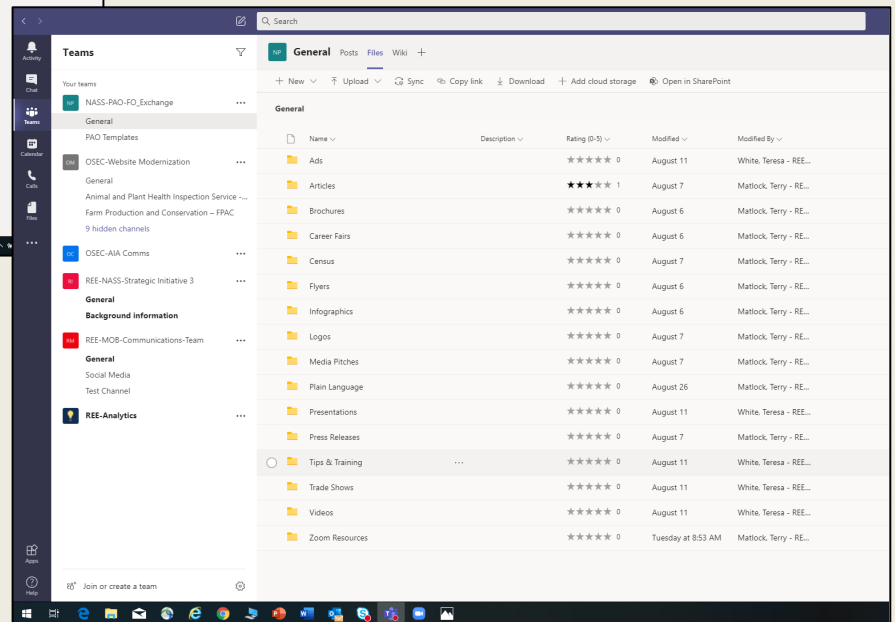 Search
Activity
Chat
Teams
Calendar
Calls
Files
Apps
Help
Teams
Your teams
NP NASS-PAO-FO_Exchange ...
General
PAO Templates
OM OSEC-Website Modernization ...
General
Animal and Plant Health Inspection Service -...
Farm Production and Conservation – FPAC
9 hidden channels
OC OSEC-AIA Comms ...
RI REE-NASS-Strategic Initiative 3 ...
General
Background information
RM REE-MOB-Communications-Team ...
General
Social Media
Test Channel
REE-Analytics ...
Join or create a team
NP General Posts Files Wiki +
+ New Upload Sync Copy link Download + Add cloud storage Open in SharePoint
General
Name Description Rating (0-5) Modified Modified By
Ads 0 August 11 White, Teresa - REE...
Articles 1 August 7 Matlock, Terry - RE...
Brochures 0 August 6 Matlock, Terry - RE...
Career Fairs 0 August 6 Matlock, Terry - RE...
Census 0 August 7 Matlock, Terry - RE...
Flyers 0 August 6 Matlock, Terry - RE...
Infographics 0 August 6 Matlock, Terry - RE...
Logos 0 August 7 Matlock, Terry - RE...
Media Pitches 0 August 7 Matlock, Terry - RE...
Plain Language 0 August 26 Matlock, Terry - RE...
Presentations 0 August 11 White, Teresa - REE...
Press Releases 0 August 7 Matlock, Terry - RE...
Tips & Training ... 0 August 11 White, Teresa - REE...
Trade Shows 0 August 11 White, Teresa - REE...
Videos 0 August 11 White, Teresa - REE...
Zoom Resources 0 Tuesday at 8:53 AM Matlock, Terry - RE...